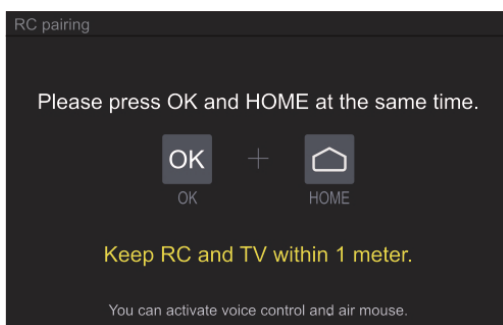 RC pairing
Please press OK and HOME at the same time.
OK +
OK HOME
Keep RC and TV within 1 meter.
You can activate voice control and air mouse.